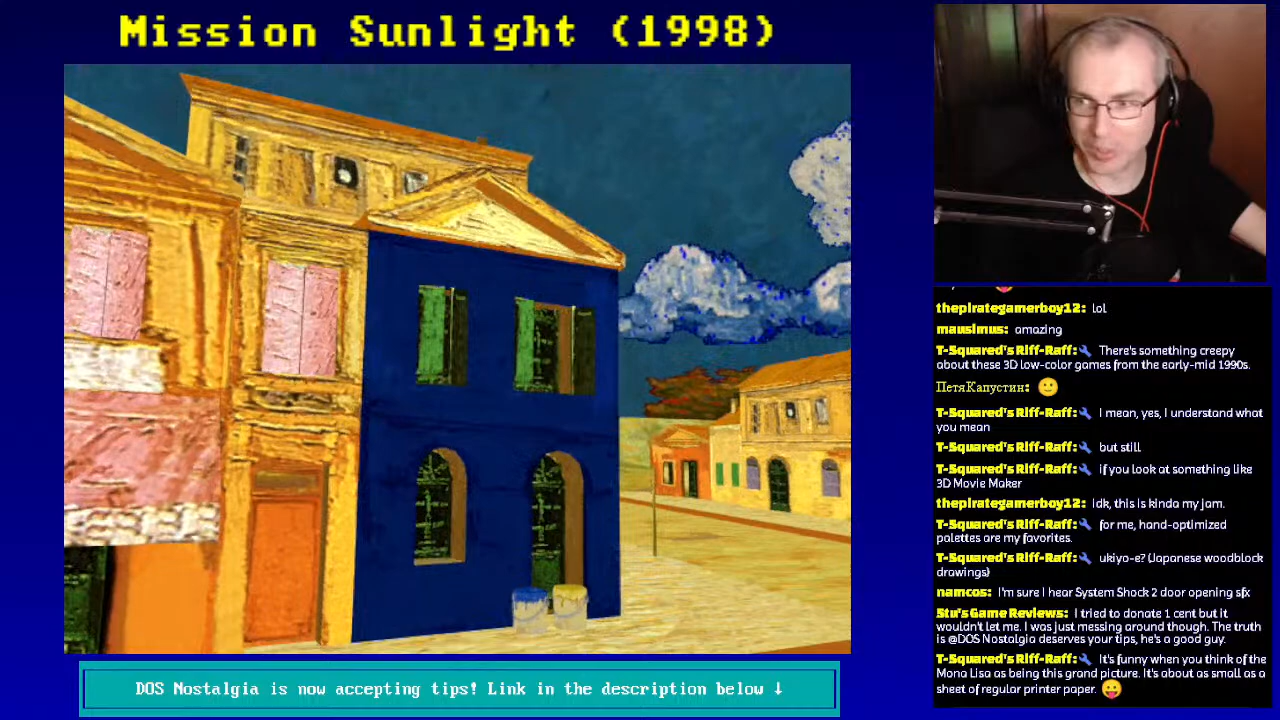 Mission Sunlight (1998)
thepirategamerboy12: lol
mausimus: amazing
T-Squared's Riff-Raff: There's something creepy
about these 3D low-color games from the early-mid 1990s.
ПетяКапустин:
T-Squared's Riff-Raff: I mean, yes, I understand what
you mean
T-Squared's Riff-Raff: but still
T-Squared's Riff-Raff: if you look at something like
3D Movie Maker
thepirategamerboy12: idk, this is kinda my jam.
T-Squared's Riff-Raff: for me, hand-optimized
palettes are my favorites.
T-Squared's Riff-Raff: ukiyo-e? (Japanese woodblock
drawings)
namcos: I'm sure I hear System Shock 2 door opening sfx
Stu's Game Reviews: I tried to donate 1 cent but it
wouldn't let me. I was just messing around though. The truth
is @DOS Nostalgia deserves your tips, he's a good guy.
T-Squared's Riff-Raff: It's funny when you think of the
Mona Lisa as being this grand picture. It's about as small as a
sheet of regular printer paper.
DOS Nostalgia is now accepting tips! Link in the description below ↓